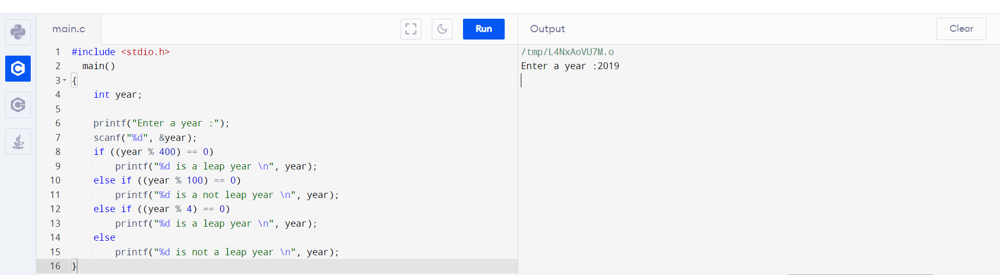 main.c
Run
Output
Clear
1 #include <stdio.h>
2   main()
3 {
4     int year;
5
6     printf("Enter a year :");
7     scanf("%d", &year);
8     if ((year % 400) == 0)
9         printf("%d is a leap year \n", year);
10     else if ((year % 100) == 0)
11         printf("%d is a not leap year \n", year);
12     else if ((year % 4) == 0)
13         printf("%d is a leap year \n", year);
14     else
15         printf("%d is not a leap year \n", year);
16 }
/tmp/L4NxAoVU7M.o
Enter a year :2019